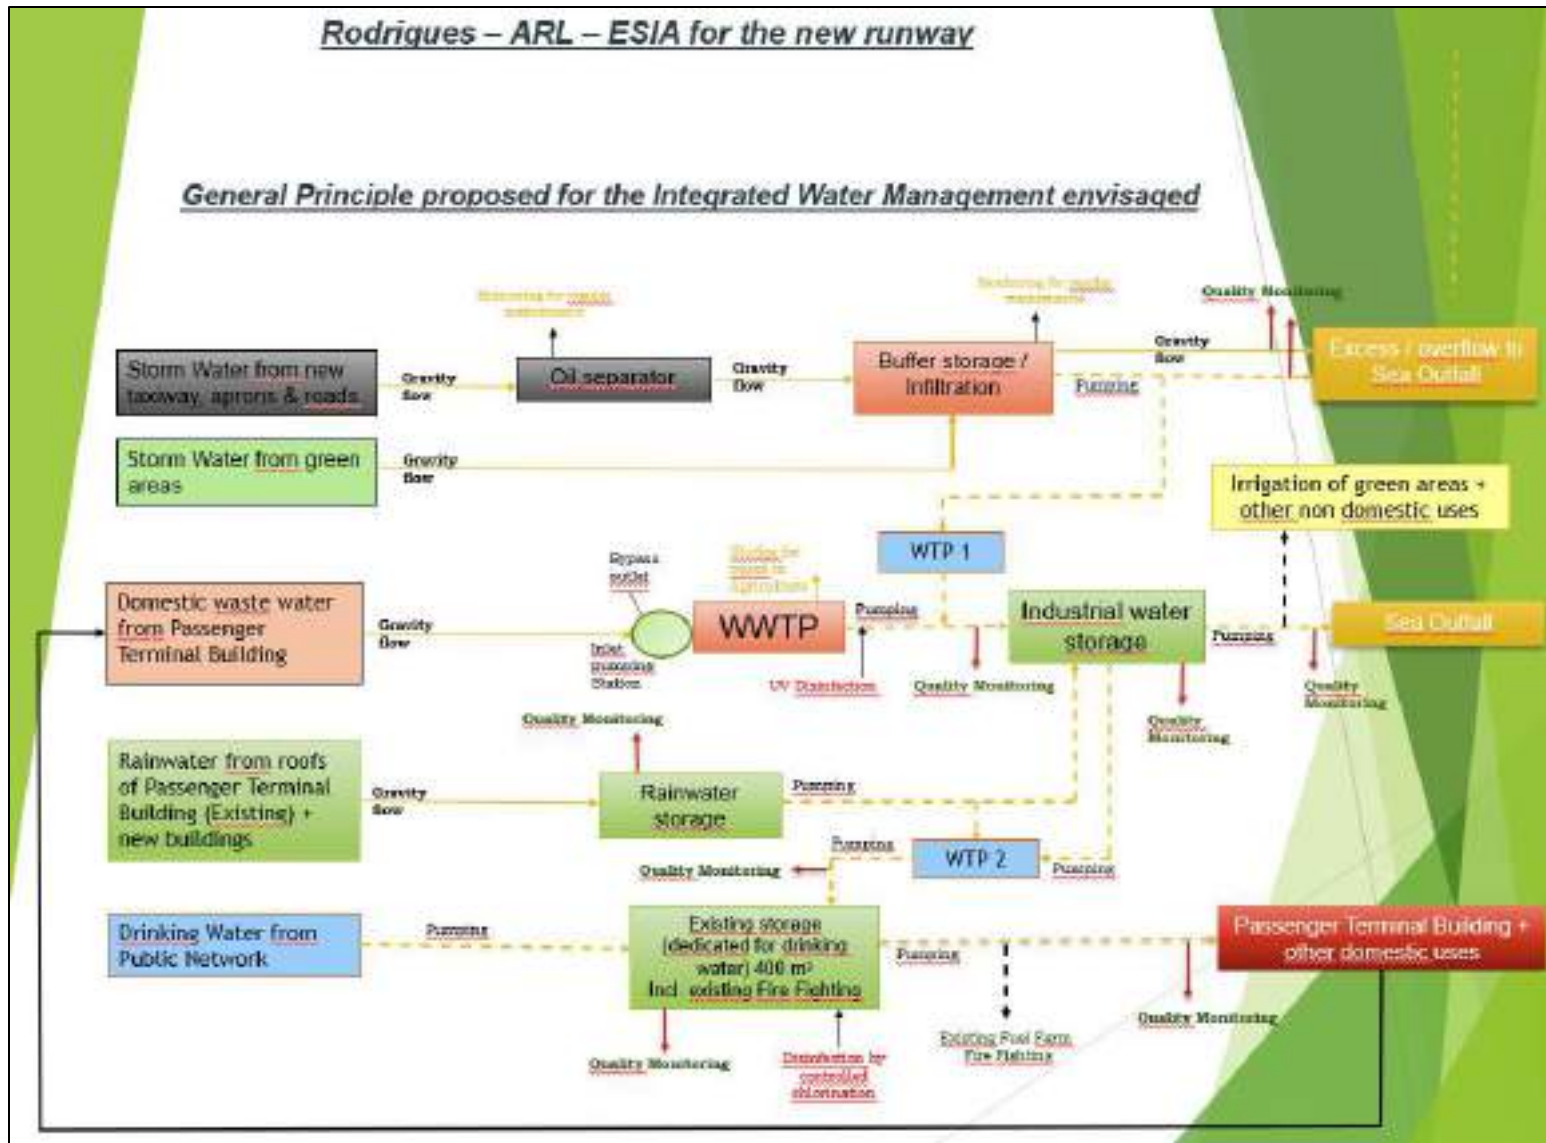 Rodrigues – ARL – ESIA for the new runway
General Principle proposed for the Integrated Water Management envisaged
Quality Monitoring
Storm Water from new
taxiway, aprons & roads
Gravity
flow
Oil separator
Gravity
flow
Buffer storage /
Infiltration
Gravity
flow
Pumping
Excess / overflow to
Sea Outfall
Storm Water from green
areas
Gravity
flow
Irrigation of green areas +
other non domestic uses
WTP 1
Domestic waste water
from Passenger
Terminal Building
Gravity
flow
Bypass
outlet
Inlet
pumping
Station
WWTP
Pumping
UV Disinfection
Quality Monitoring
Industrial water
storage
Pumping
Sea Outfall
Quality
Monitoring
Quality
Monitoring
Quality Monitoring
Rainwater from roofs
of Passenger Terminal
Building (Existing) +
new buildings
Gravity
flow
Rainwater
storage
Pumping
Pumping
WTP 2
Pumping
Quality Monitoring
Drinking Water from
Public Network
Pumping
Existing storage
(dedicated for drinking
water) 400 m³
Incl. existing Fire Fighting
Pumping
Passenger Terminal Building +
other domestic uses
Quality Monitoring
Existing Fuel Farm
Fire Fighting
Quality Monitoring
Disinfection by
controlled
chlorination